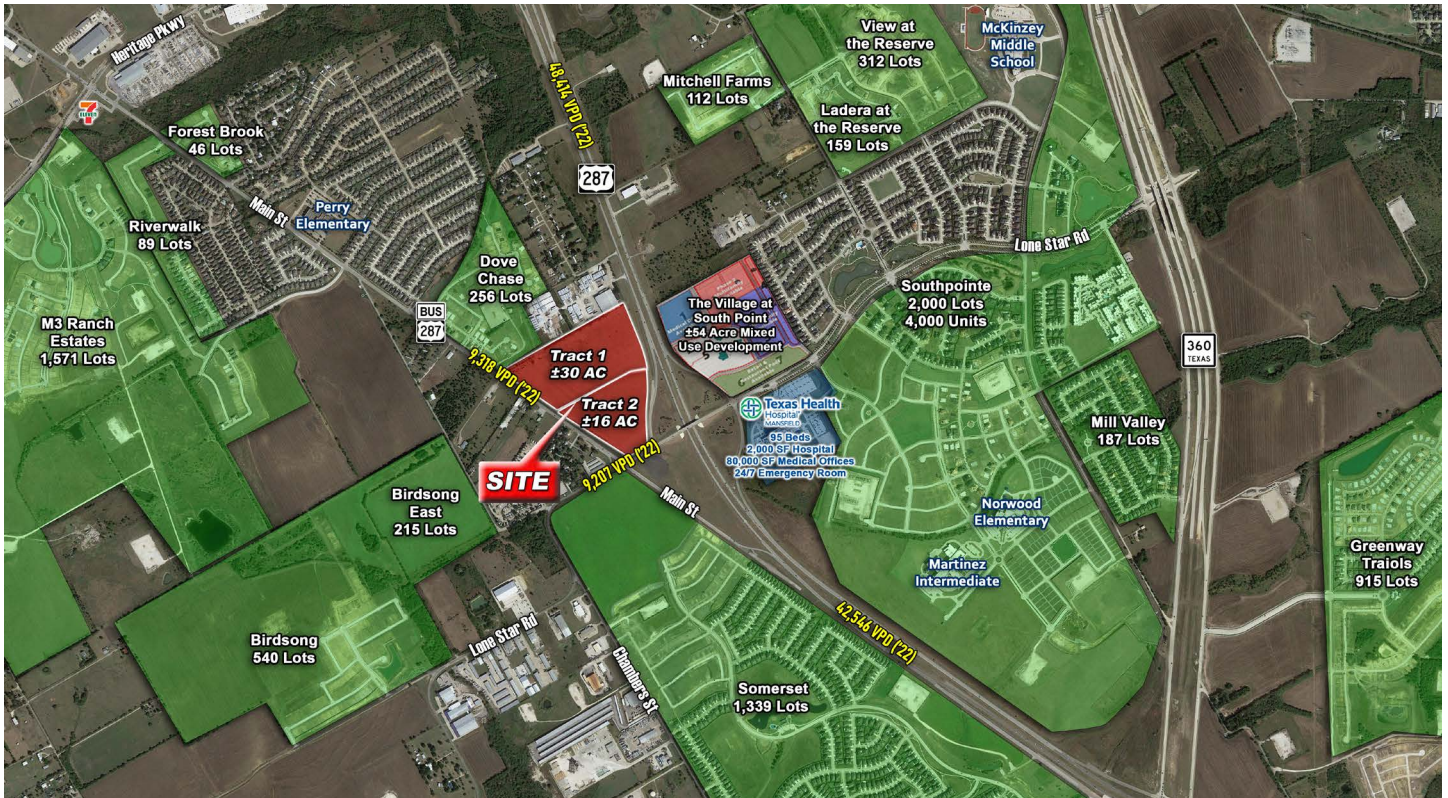 Heritage Pkwy
7
ELEVEN
48,414 VPD ('22)
287
View at
the Reserve
312 Lots
McKinzey
Middle
School
Mitchell Farms
112 Lots
Ladera at
the Reserve
159 Lots
Forest Brook
46 Lots
Main St
Perry
Elementary
Riverwalk
89 Lots
Lone Star Rd
Dove
Chase
256 Lots
BUS
287
M3 Ranch
Estates
1,571 Lots
The Village at
South Point
±54 Acre Mixed
Use Development
Southpointe
2,000 Lots
4,000 Units
360
TEXAS
9,318 VPD ('22)
Tract 1
±30 AC
Tract 2
±16 AC
Texas Health
Hospital
MANSFIELD
95 Beds
2,000 SF Hospital
80,000 SF Medical Offices
24/7 Emergency Room
Mill Valley
187 Lots
SITE
9,207 VPD ('22)
Main St
Birdsong
East
215 Lots
Norwood
Elementary
Martinez
Intermediate
Greenway
Traiols
915 Lots
42,546 VPD ('22)
Birdsong
540 Lots
Lone Star Rd
Chambers St
Somerset
1,339 Lots